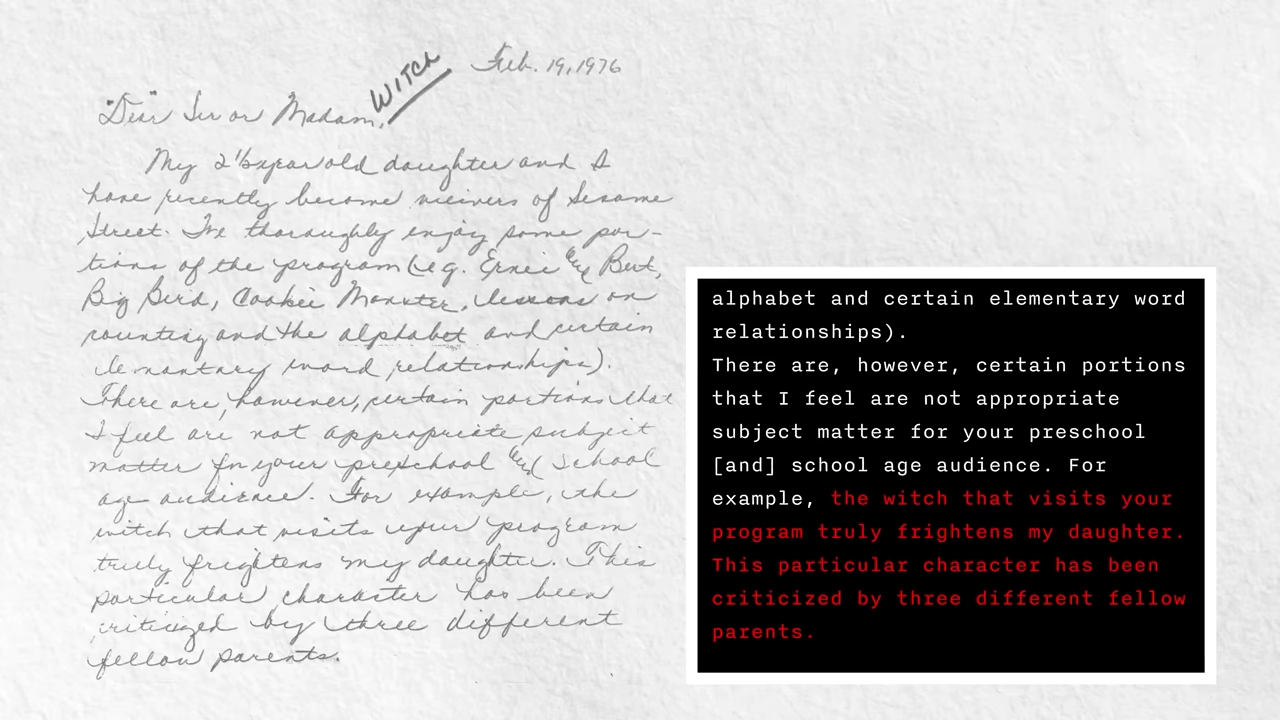 WITCH
Feb. 19, 1976
"Dear" Sir or Madam,
My 2½ year old daughter and I
have recently become viewers of Sesame
Street. We thoroughly enjoy some por-
tions of the program (e.g. Ernie and Bert,
Big Bird, Cookie Monster, lessons on
counting and the alphabet and certain
elemantary word relationships).
There are, however, certain portions that
I feel are not appropriate subject
matter for your preschool and school
age audience. For example, the
witch that visits your program
truly frightens my daughter. This
particular character has been
criticized by three different
fellow parents.
alphabet and certain elementary word
relationships).
There are, however, certain portions
that I feel are not appropriate
subject matter for your preschool
[and] school age audience. For
example, the witch that visits your
program truly frightens my daughter.
This particular character has been
criticized by three different fellow
parents.